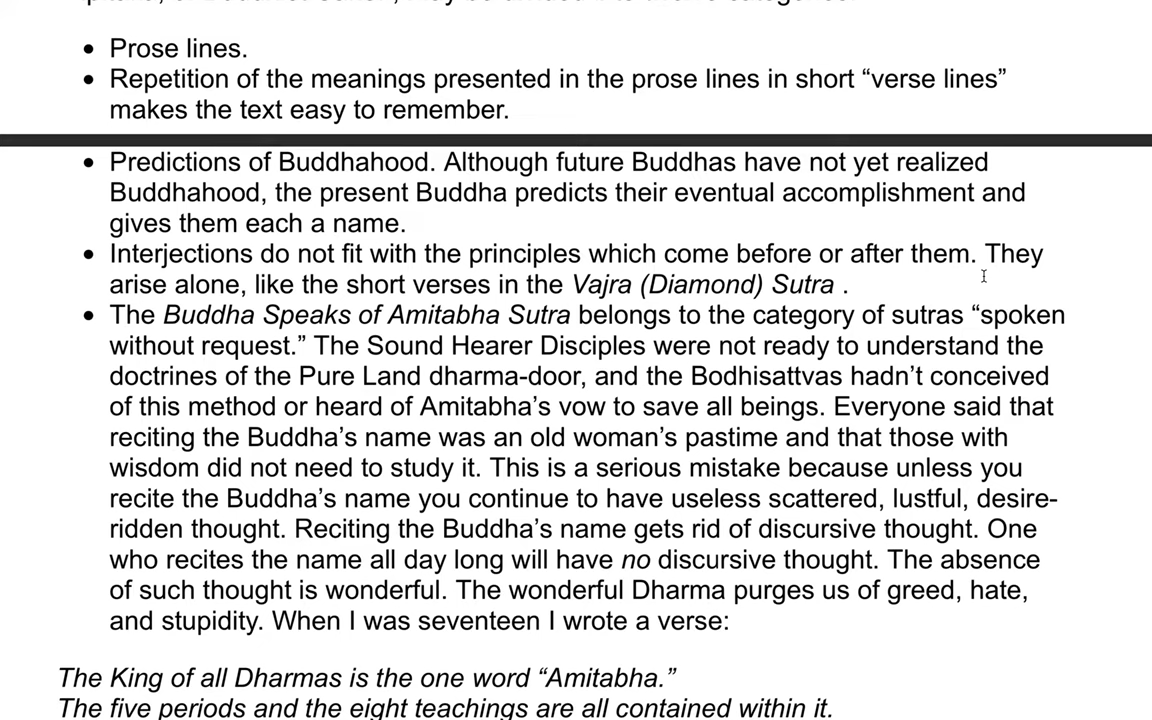 • Prose lines.
• Repetition of the meanings presented in the prose lines in short “verse lines”
makes the text easy to remember.
• Predictions of Buddhahood. Although future Buddhas have not yet realized
Buddhahood, the present Buddha predicts their eventual accomplishment and
gives them each a name.
• Interjections do not fit with the principles which come before or after them. They
arise alone, like the short verses in the Vajra (Diamond) Sutra .
• The Buddha Speaks of Amitabha Sutra belongs to the category of sutras “spoken
without request.” The Sound Hearer Disciples were not ready to understand the
doctrines of the Pure Land dharma-door, and the Bodhisattvas hadn’t conceived
of this method or heard of Amitabha’s vow to save all beings. Everyone said that
reciting the Buddha’s name was an old woman’s pastime and that those with
wisdom did not need to study it. This is a serious mistake because unless you
recite the Buddha’s name you continue to have useless scattered, lustful, desire-
ridden thought. Reciting the Buddha’s name gets rid of discursive thought. One
who recites the name all day long will have no discursive thought. The absence
of such thought is wonderful. The wonderful Dharma purges us of greed, hate,
and stupidity. When I was seventeen I wrote a verse:
The King of all Dharmas is the one word “Amitabha.”
The five periods and the eight teachings are all contained within it.